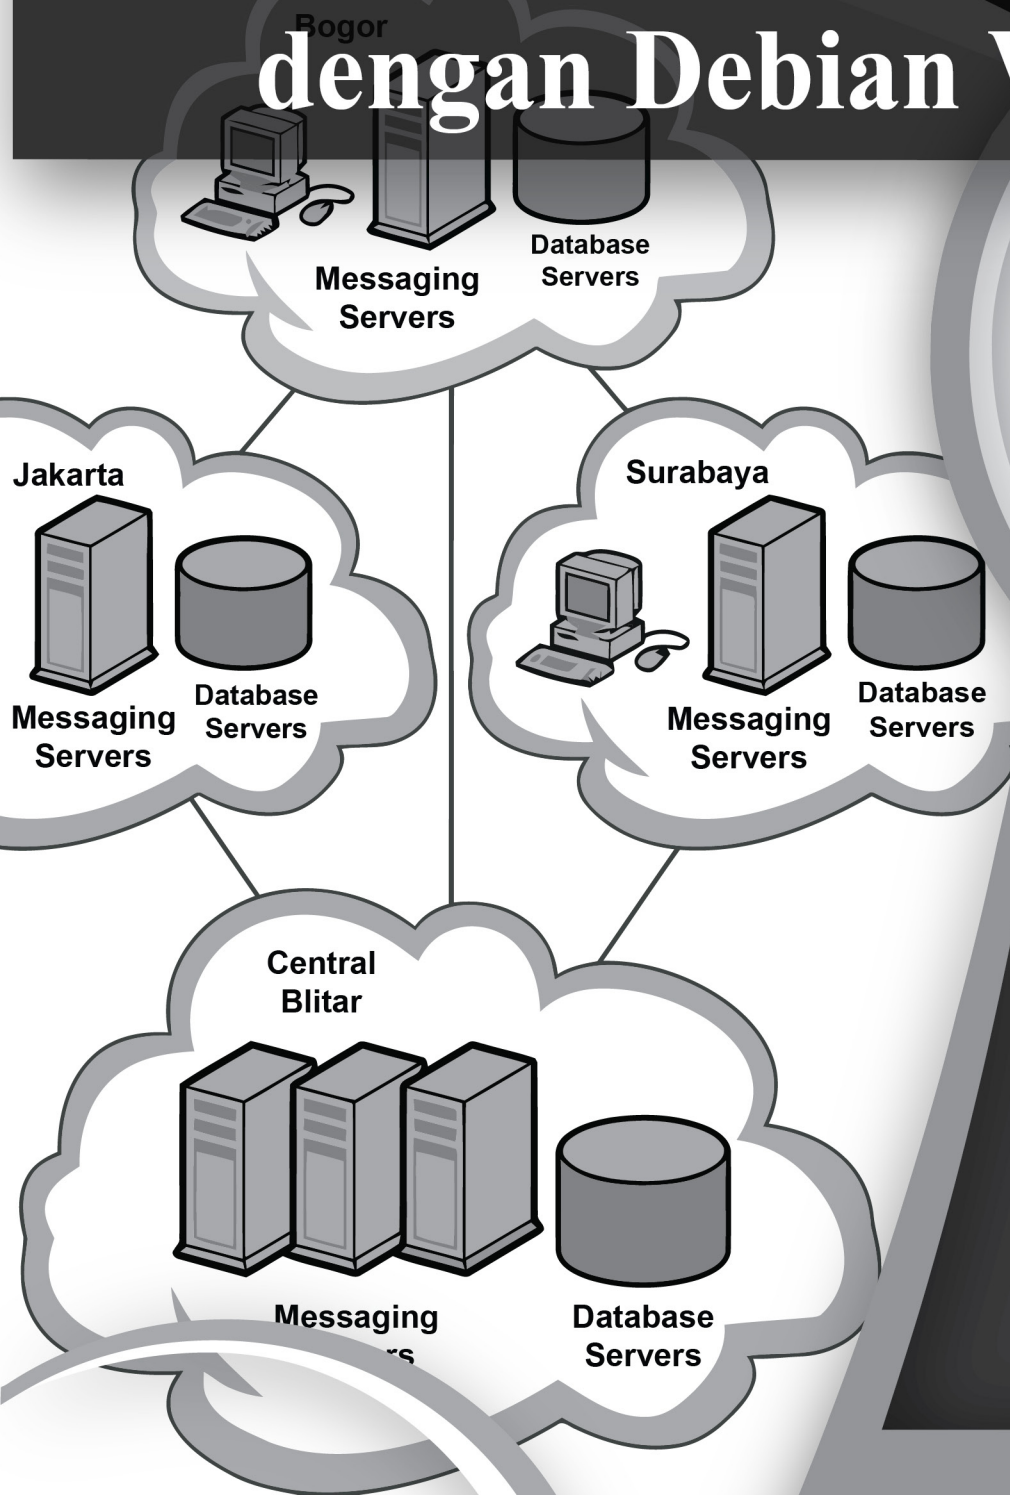 Bogor
dengan Debian
Database
Servers
Messaging
Servers
Jakarta
Messaging
Servers
Database
Servers
Surabaya
Messaging
Servers
Database
Servers
Central
Blitar
Messaging
Database
Servers